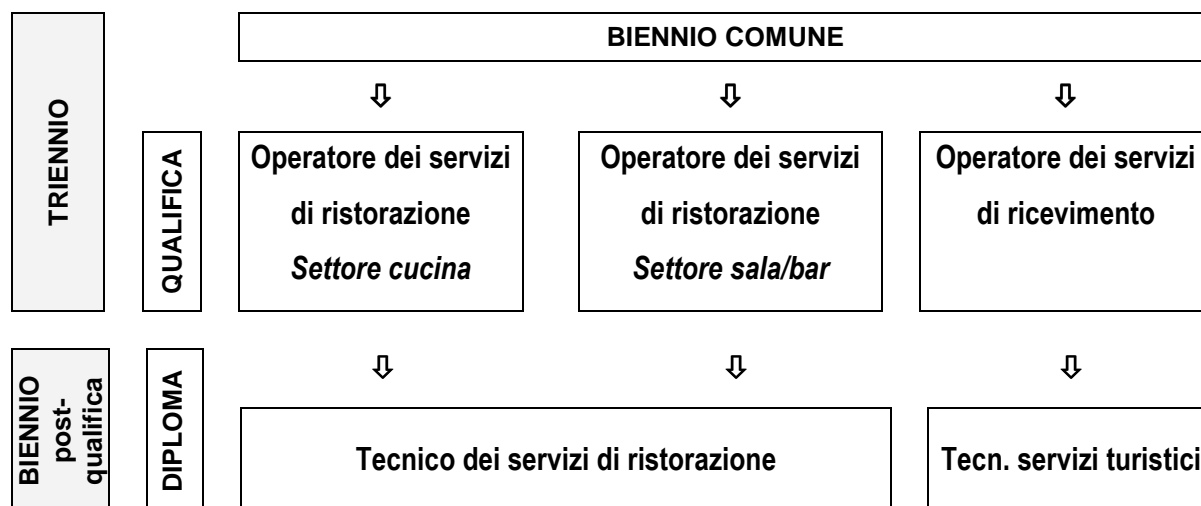 BIENNIO COMUNE
TRIENNIO
QUALIFICA
Operatore dei servizi
di ristorazione
Settore cucina
Operatore dei servizi
di ristorazione
Settore sala/bar
Operatore dei servizi
di ricevimento
BIENNIO
post-
qualifica
DIPLOMA
Tecnico dei servizi di ristorazione
Tecn. servizi turistici